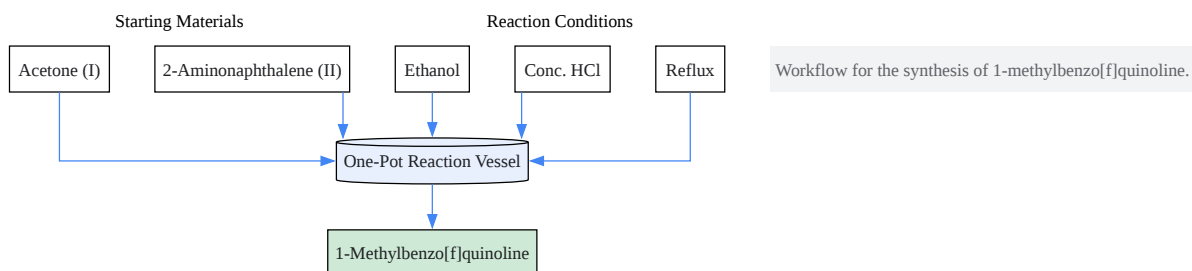 Starting Materials
Reaction Conditions
Acetone (I)
2-Aminonaphthalene (II)
Ethanol
Conc. HCl
Reflux
Workflow for the synthesis of 1-methylbenzo[f]quinoline.
One-Pot Reaction Vessel
1-Methylbenzo[f]quinoline